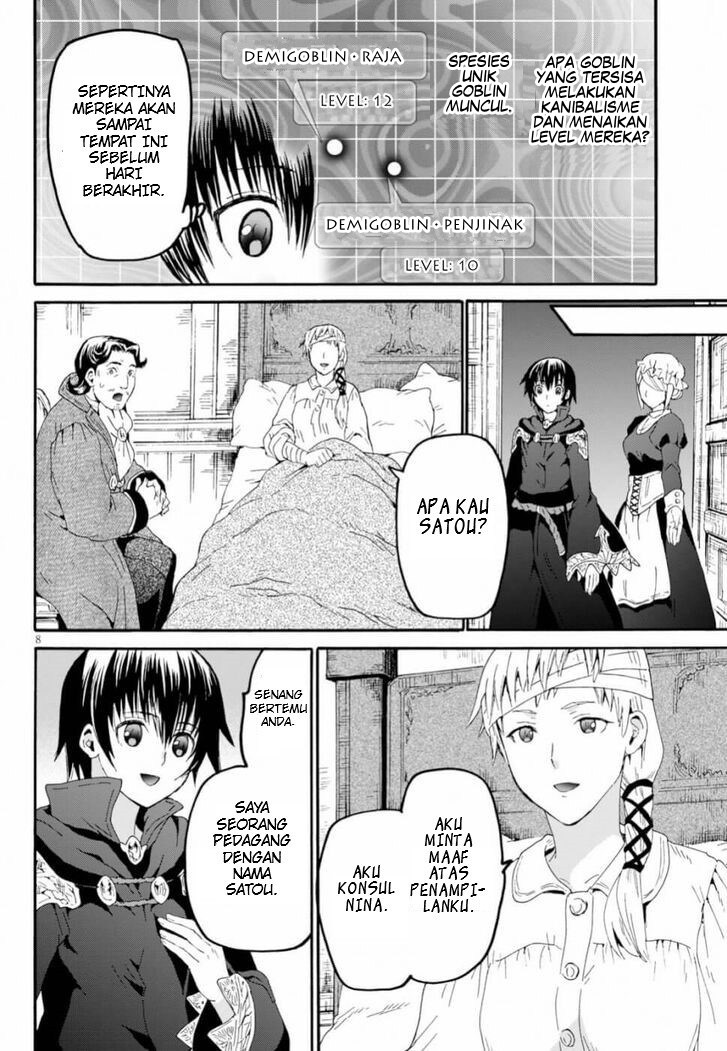 APA GOBLIN
YANG TERSISA
MELAKUKAN
KANIBALISME
DAN MENAIKAN
LEVEL MEREKA?
SPESIES
UNIK
GOBLIN
MUNCUL.
DEMIGOBLIN • RAJA
LEVEL: 12
DEMIGOBLIN • PENJINAK
LEVEL: 10
SEPERTINYA
MEREKA AKAN
SAMPAI
TEMPAT INI
SEBELUM
HARI
BERAKHIR.
APA KAU
SATOU?
8
AKU
MINTA
MAAF
ATAS
PENAMPI-
LANKU.
AKU
KONSUL
NINA.
SENANG
BERTEMU
ANDA.
SAYA
SEORANG
PEDAGANG
DENGAN
NAMA
SATOU.